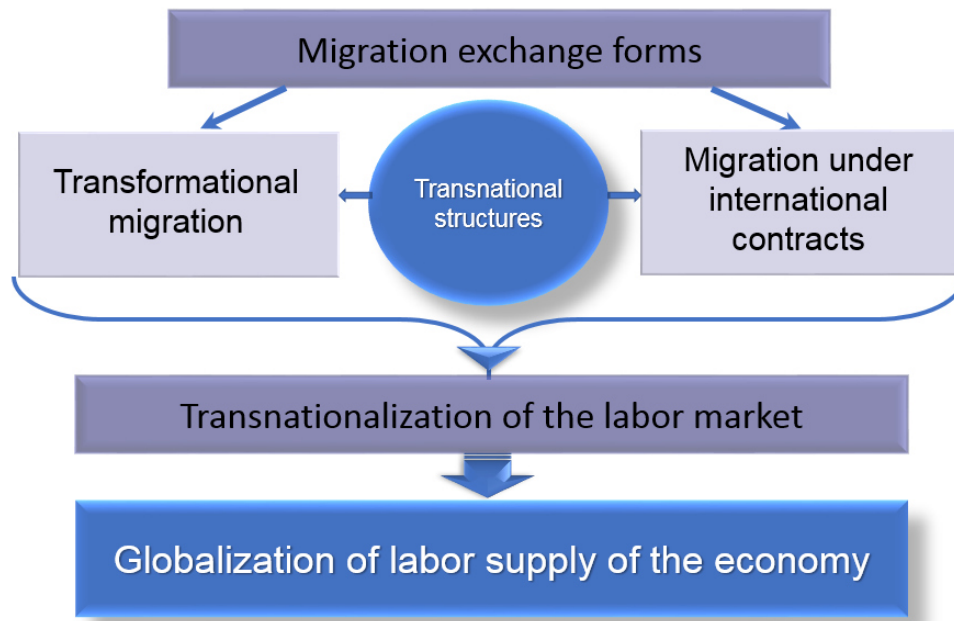 Migration exchange forms
Transformational
migration
Transnational
structures
Migration under
international
contracts
Transnationalization of the labor market
Globalization of labor supply of the economy